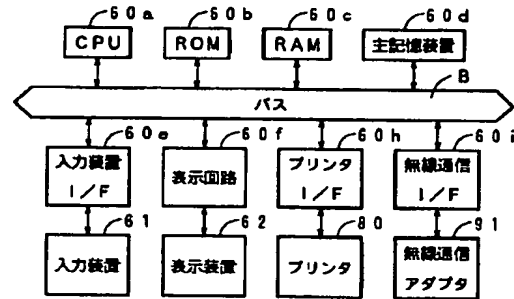 60a 60b 60c 60d
CPU ROM RAM 主記憶装置
B
バス
60e 60f 60h 60i
入力装置 I/F
表示回路
プリンタ I/F
無線通信 I/F
61 62 80 91
入力装置
表示装置
プリンタ
無線通信 アダプタ